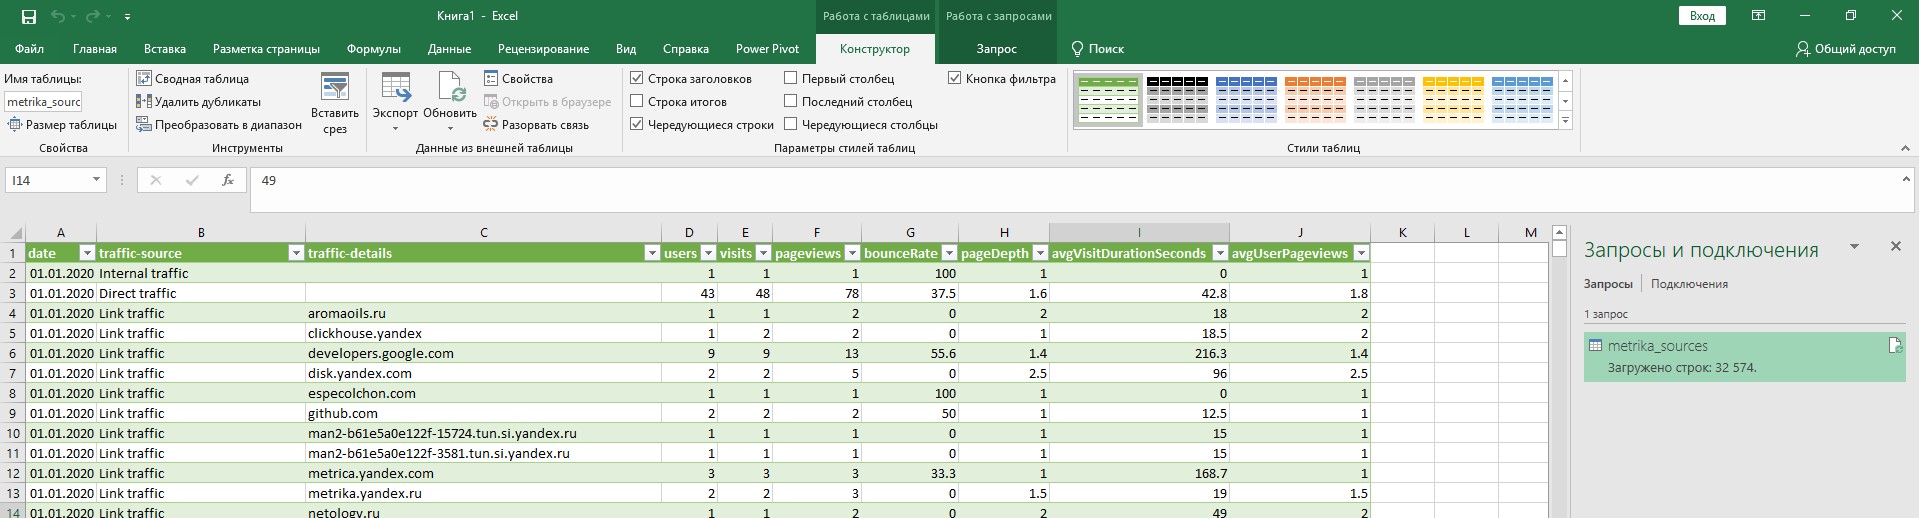 Книга1 - Excel
Работа с таблицами
Работа с запросами
Вход
Файл Главная Вставка Разметка страницы Формулы Данные Рецензирование Вид Справка Power Pivot Конструктор Запрос Поиск Общий доступ
Имя таблицы:
metrika_sourc
Размер таблицы
Свойства
Сводная таблица
Удалить дубликаты
Преобразовать в диапазон
Вставить
срез
Инструменты
Экспорт
Обновить
Свойства
Открыть в браузере
Разорвать связь
Данные из внешней таблицы
Строка заголовков
Строка итогов
Чередующиеся строки
Первый столбец
Последний столбец
Чередующиеся столбцы
Кнопка фильтра
Параметры стилей таблиц
Стили таблиц
I14 fx 49
A B C D E F G H I J K L M
1 date traffic-source traffic-details users visits pageviews bounceRate pageDepth avgVisitDurationSeconds avgUserPageviews
2 01.01.2020 Internal traffic 1 1 1 100 1 0 1
3 01.01.2020 Direct traffic 43 48 78 37.5 1.6 42.8 1.8
4 01.01.2020 Link traffic aromaoils.ru 1 1 2 0 2 18 2
5 01.01.2020 Link traffic clickhouse.yandex 1 2 2 0 1 18.5 2
6 01.01.2020 Link traffic developers.google.com 9 9 13 55.6 1.4 216.3 1.4
7 01.01.2020 Link traffic disk.yandex.com 2 2 5 0 2.5 96 2.5
8 01.01.2020 Link traffic especolchon.com 1 1 1 100 1 0 1
9 01.01.2020 Link traffic github.com 2 2 2 50 1 12.5 1
10 01.01.2020 Link traffic man2-b61e5a0e122f-15724.tun.si.yandex.ru 1 1 1 0 1 15 1
11 01.01.2020 Link traffic man2-b61e5a0e122f-3581.tun.si.yandex.ru 1 1 1 0 1 15 1
12 01.01.2020 Link traffic metrica.yandex.com 3 3 3 33.3 1 168.7 1
13 01.01.2020 Link traffic metrika.yandex.ru 2 2 3 0 1.5 19 1.5
14 01.01.2020 Link traffic netology.ru 1 1 2 0 2 49 2
Запросы и подключения
Запросы Подключения
1 запрос
metrika_sources
Загружено строк: 32 574.